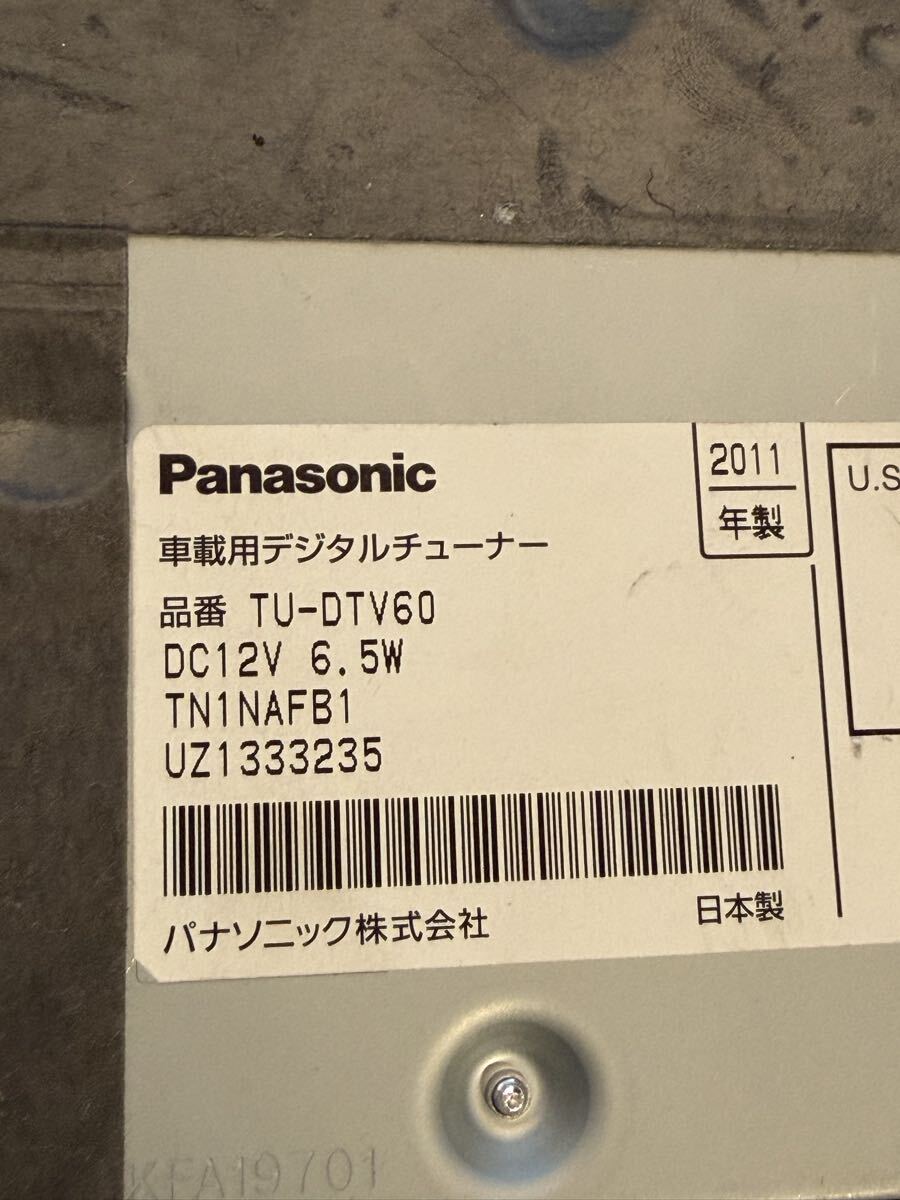 Panasonic
2011
年製
U.S
車載用デジタルチューナー
品番 TU-DTV60
DC12V 6.5W
TN1NAFB1
UZ1333235
パナソニック株式会社
日本製
KFA19701